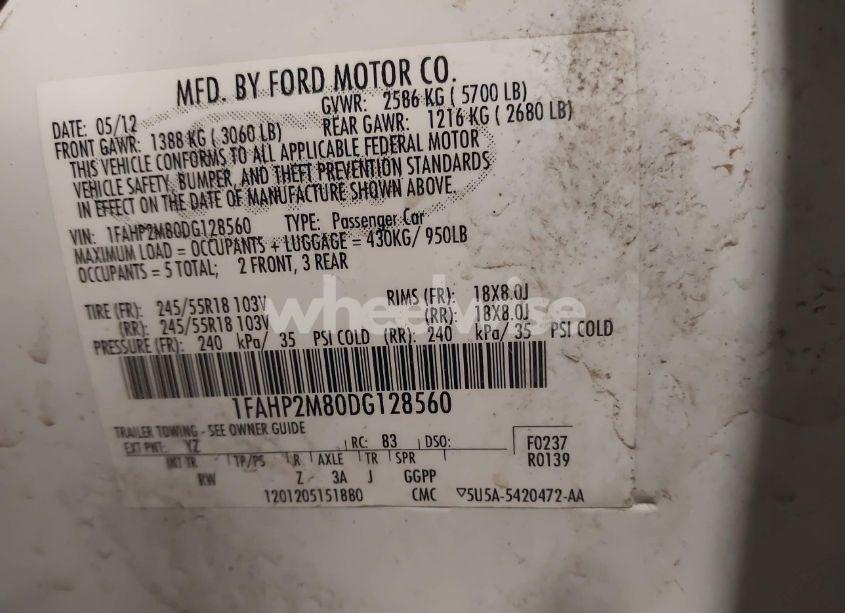 MFD. BY FORD MOTOR CO.
DATE: 05/12 GVWR: 2586 KG ( 5700 LB)
FRONT GAWR: 1388 KG ( 3060 LB) REAR GAWR: 1216 KG ( 2680 LB)
THIS VEHICLE CONFORMS TO ALL APPLICABLE FEDERAL MOTOR
VEHICLE SAFETY, BUMPER, AND THEFT PREVENTION STANDARDS
IN EFFECT ON THE DATE OF MANUFACTURE SHOWN ABOVE.
VIN: 1FAHP2M80DG128560 TYPE: Passenger Car
MAXIMUM LOAD = OCCUPANTS + LUGGAGE = 430KG/ 950LB
OCCUPANTS = 5 TOTAL; 2 FRONT, 3 REAR
TIRE (FR): 245/55R18 103V RIMS (FR): 18X8.0J
(RR): 245/55R18 103V (RR): 18X8.0J
PRESSURE (FR): 240 kPa/ 35 PSI COLD (RR): 240 kPa/ 35 PSI COLD
wheelwise
1FAHP2M80DG128560
TRAILER TOWING - SEE OWNER GUIDE
EXT PNT: YZ RC: 83 DSO: F0237
INT TR TP/PS R AXLE TR SPR R0139
RW Z 3A J GGPP
1201205151880 CMC ▽5U5A-5420472-AA